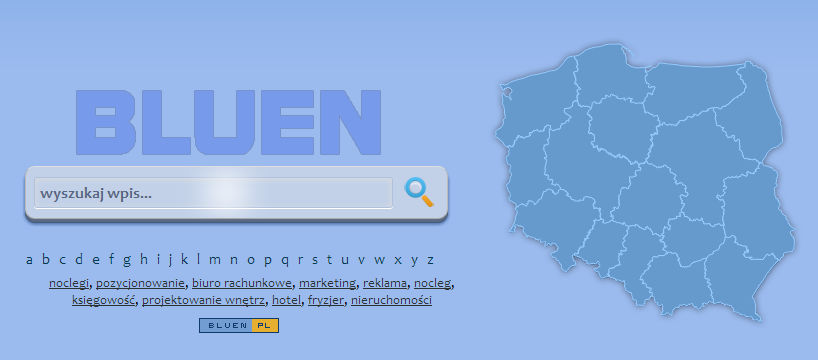 BLUEN
wyszukaj wpis...
a b c d e f g h i j k l m n o p q r s t u v w x y z
noclegi, pozycjonowanie, biuro rachunkowe, marketing, reklama, nocleg,
księgowość, projektowanie wnętrz, hotel, fryzjer, nieruchomości
BLUEN PL